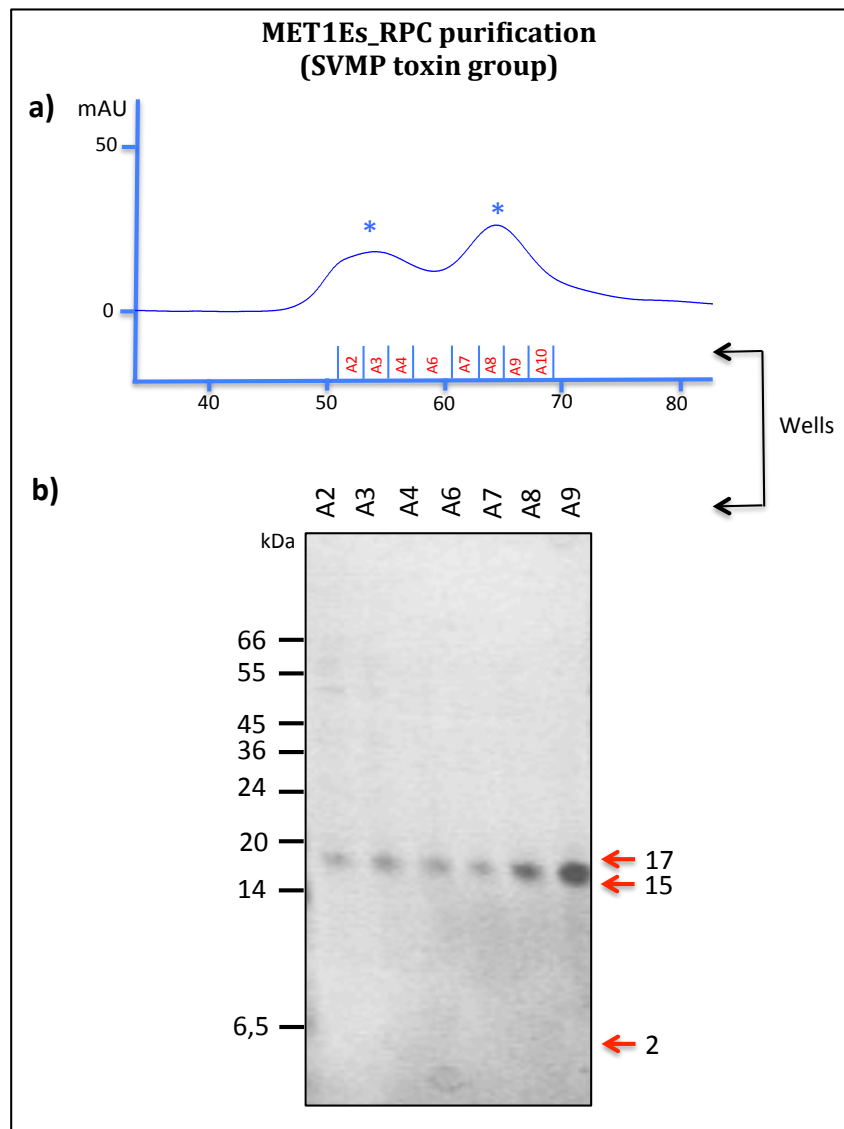 MET1Es_RPC purification
(SVMP toxin group)
a)
mAU
50
*
*
0
A2 A3 A4 A6 A7 A8 A9 A10
40 50 60 70 80
Wells
b)
A2 A3 A4 A6 A7 A8 A9
kDa
66
55
45
36
24
20
17
15
14
6,5
2